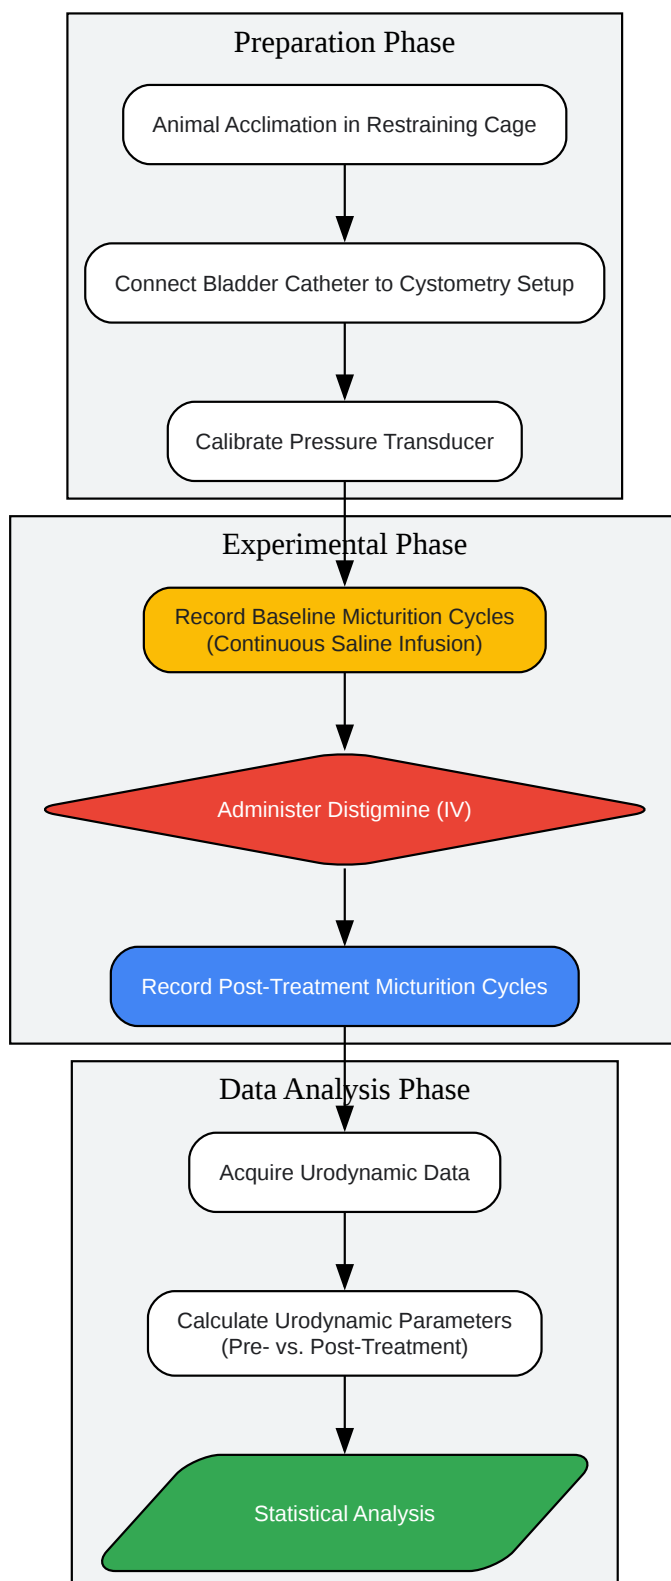 Preparation Phase
Animal Acclimation in Restraining Cage
Connect Bladder Catheter to Cystometry Setup
Calibrate Pressure Transducer
Experimental Phase
Record Baseline Micturition Cycles
(Continuous Saline Infusion)
Administer Distigmine (IV)
Record Post-Treatment Micturition Cycles
Data Analysis Phase
Acquire Urodynamic Data
Calculate Urodynamic Parameters
(Pre- vs. Post-Treatment)
Statistical Analysis